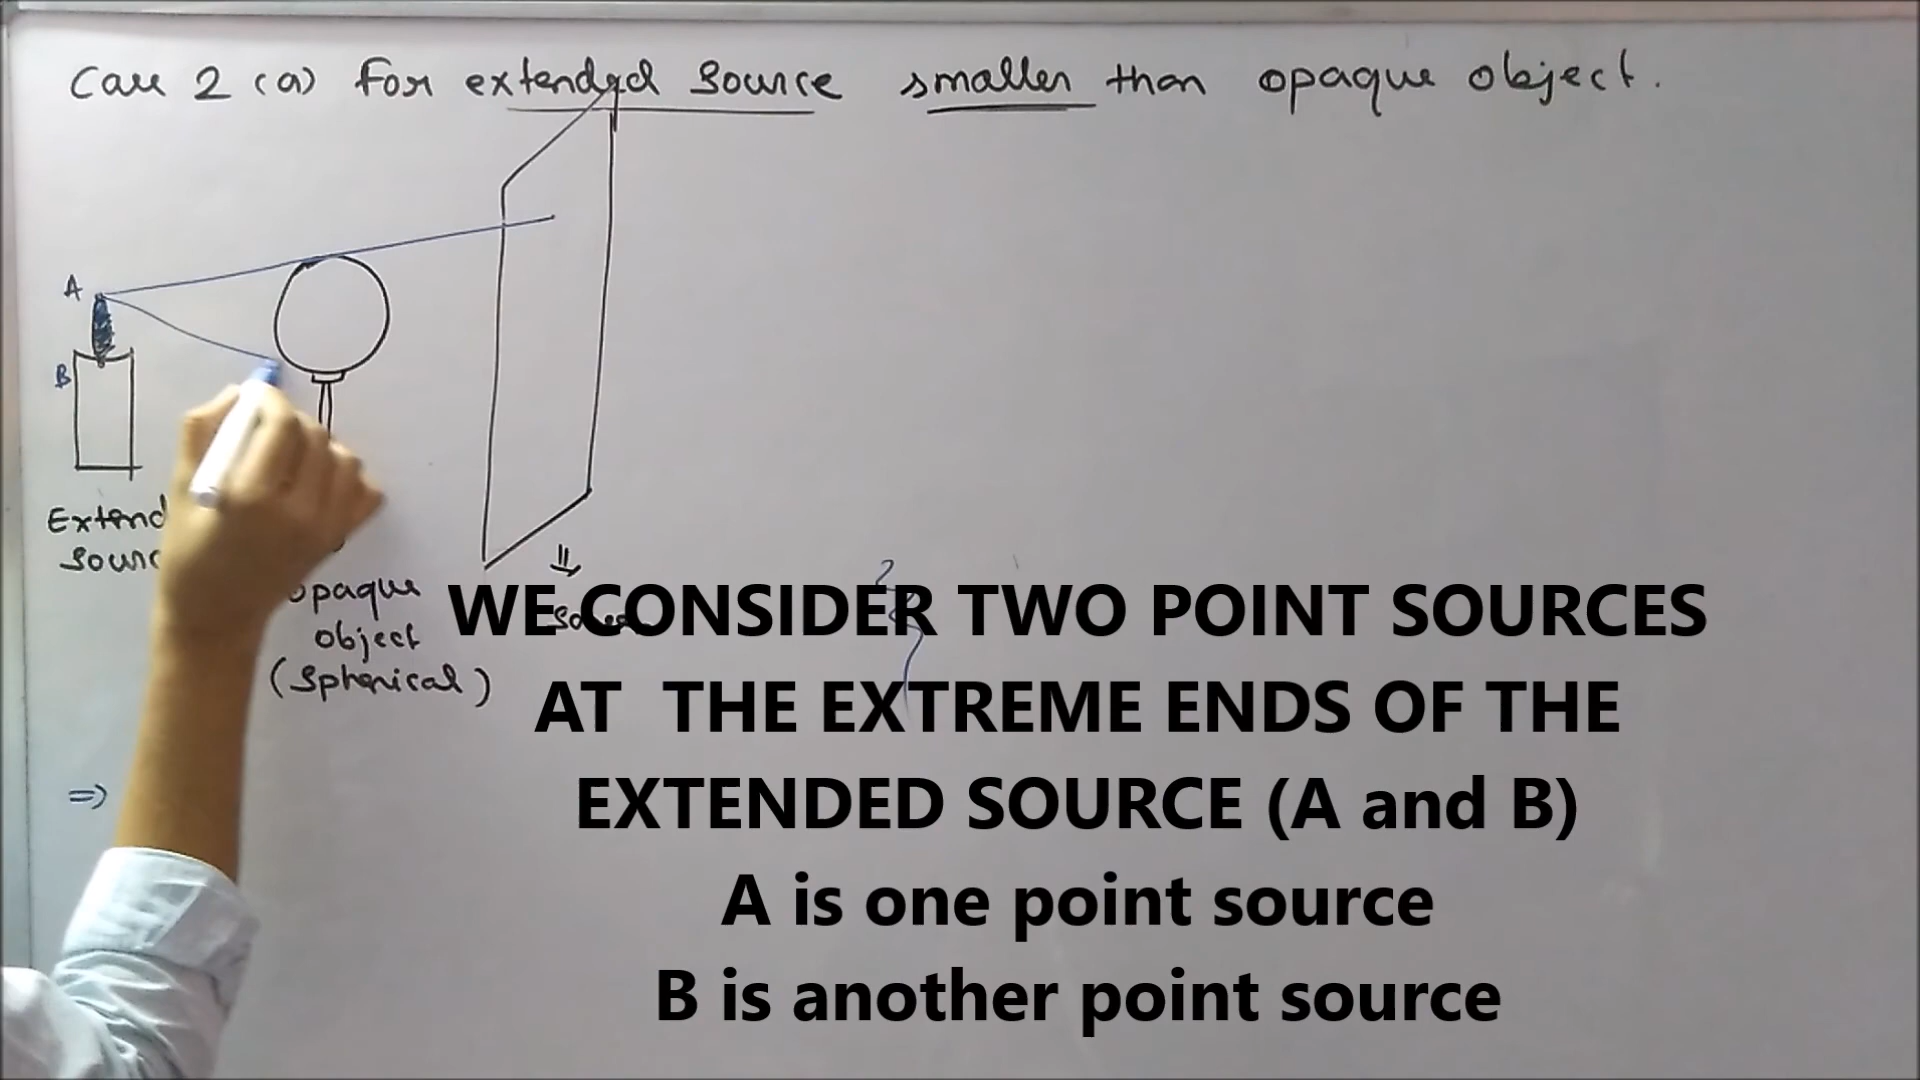 Case 2 (a) For extended source smaller than opaque object.
A
B
Extend
Sourc
opaque
object
(Spherical)
=>
WE CONSIDER TWO POINT SOURCES
AT THE EXTREME ENDS OF THE
EXTENDED SOURCE (A and B)
A is one point source
B is another point source